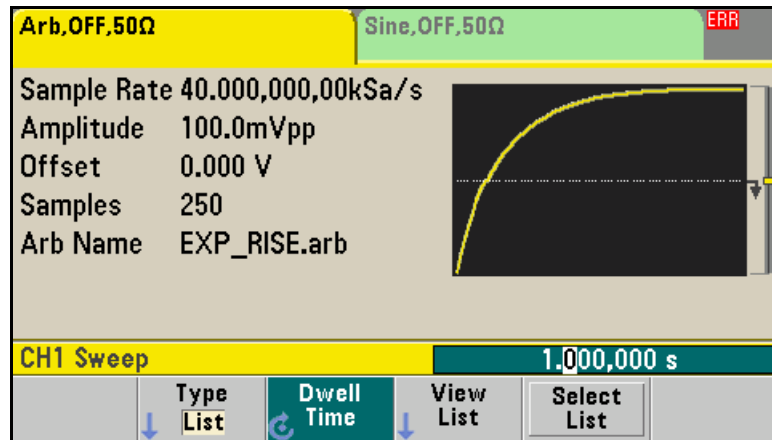 Arb,OFF,50Ω Sine,OFF,50Ω ERR
Sample Rate 40.000,000,00kSa/s
Amplitude 100.0mVpp
Offset 0.000 V
Samples 250
Arb Name EXP_RISE.arb
CH1 Sweep 1.000,000 s
Type List
Dwell Time
View List
Select List